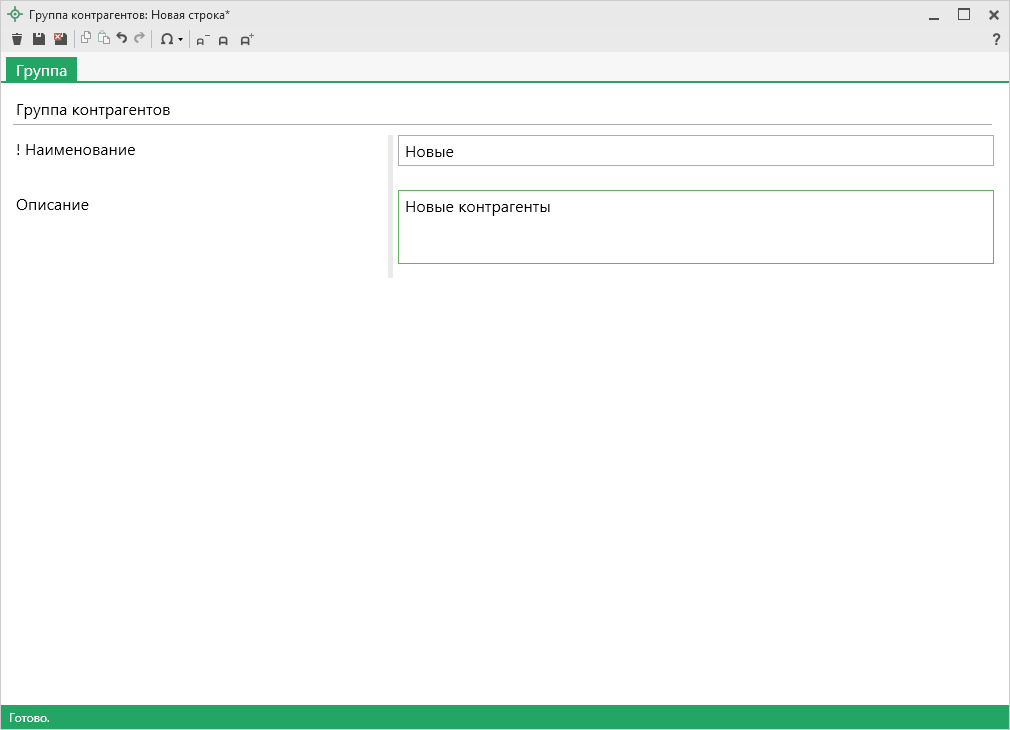 Группа контрагентов: Новая строка*
?
Группа
Группа контрагентов
! Наименование
Новые
Описание
Новые контрагенты
Готово.